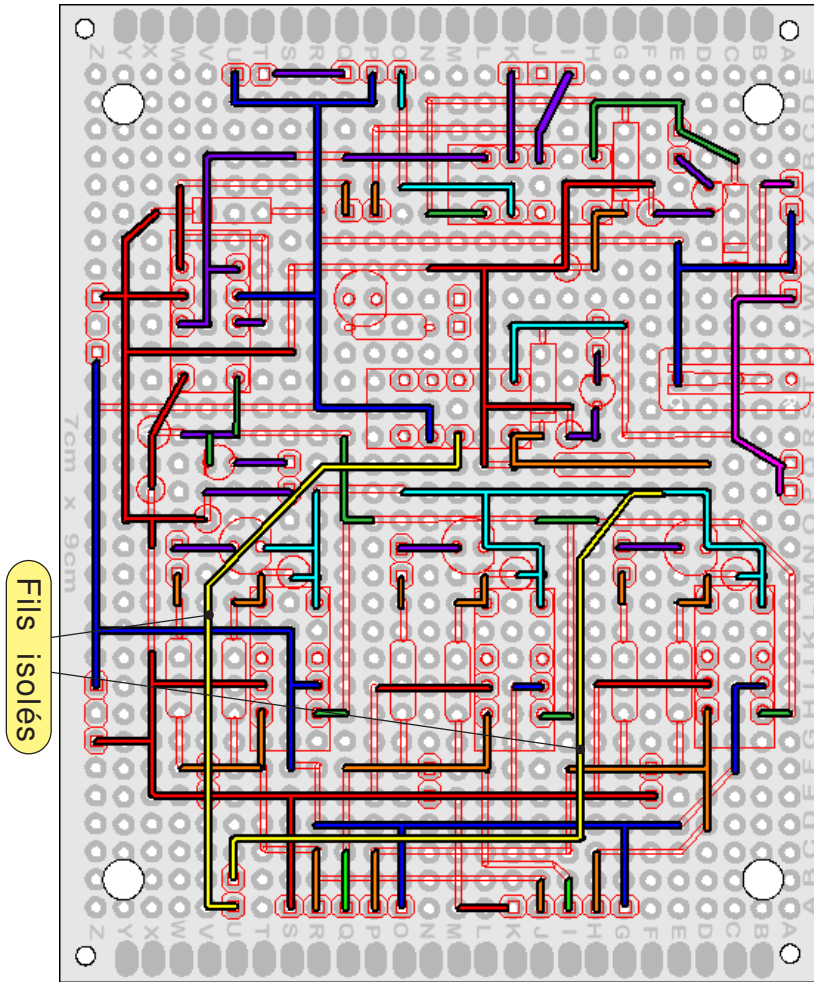 Z Y X W V U T S R Q P O N M L K J I H G F E D C B A
7cm x 9cm
Fils isolés
Z Y X W V U T S R Q P O N M L K J I H G F E D C B A